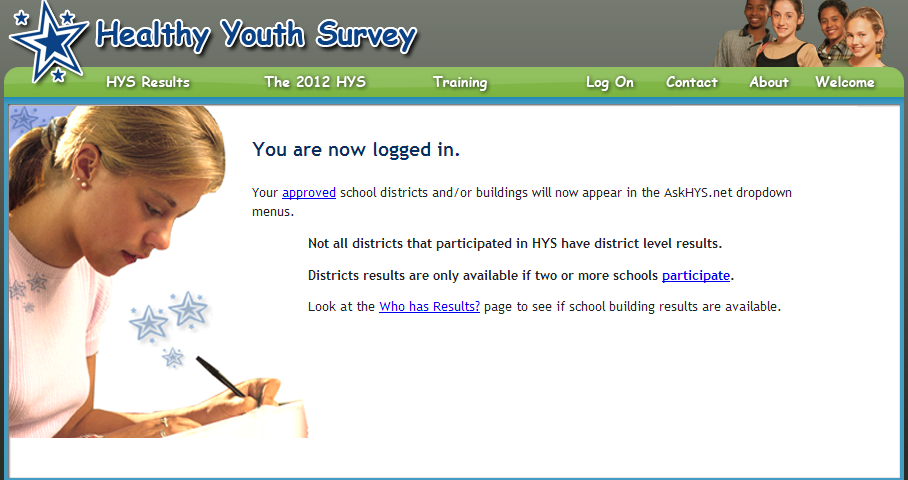 Healthy Youth Survey
HYS Results The 2012 HYS Training Log On Contact About Welcome
You are now logged in.
Your approved school districts and/or buildings will now appear in the AskHYS.net dropdown
menus.
Not all districts that participated in HYS have district level results.
Districts results are only available if two or more schools participate.
Look at the Who has Results? page to see if school building results are available.